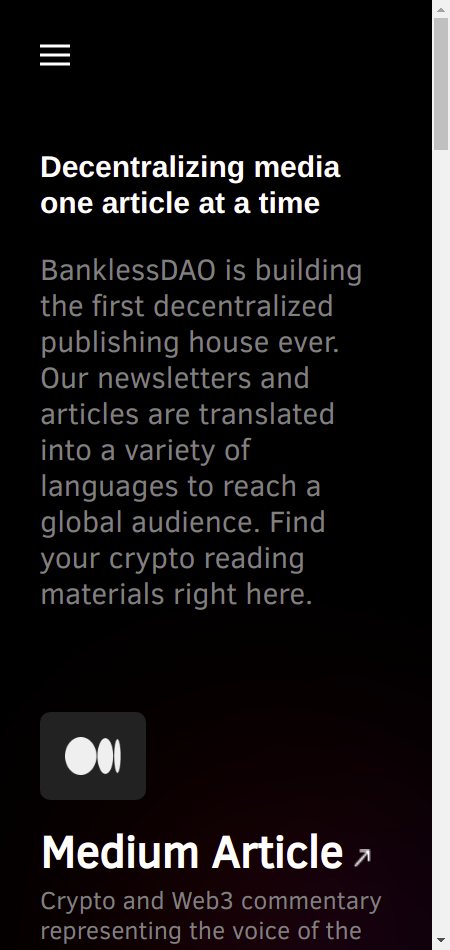 Decentralizing media
one article at a time
BanklessDAO is building
the first decentralized
publishing house ever.
Our newsletters and
articles are translated
into a variety of
languages to reach a
global audience. Find
your crypto reading
materials right here.
Medium Article
Crypto and Web3 commentary
representing the voice of the